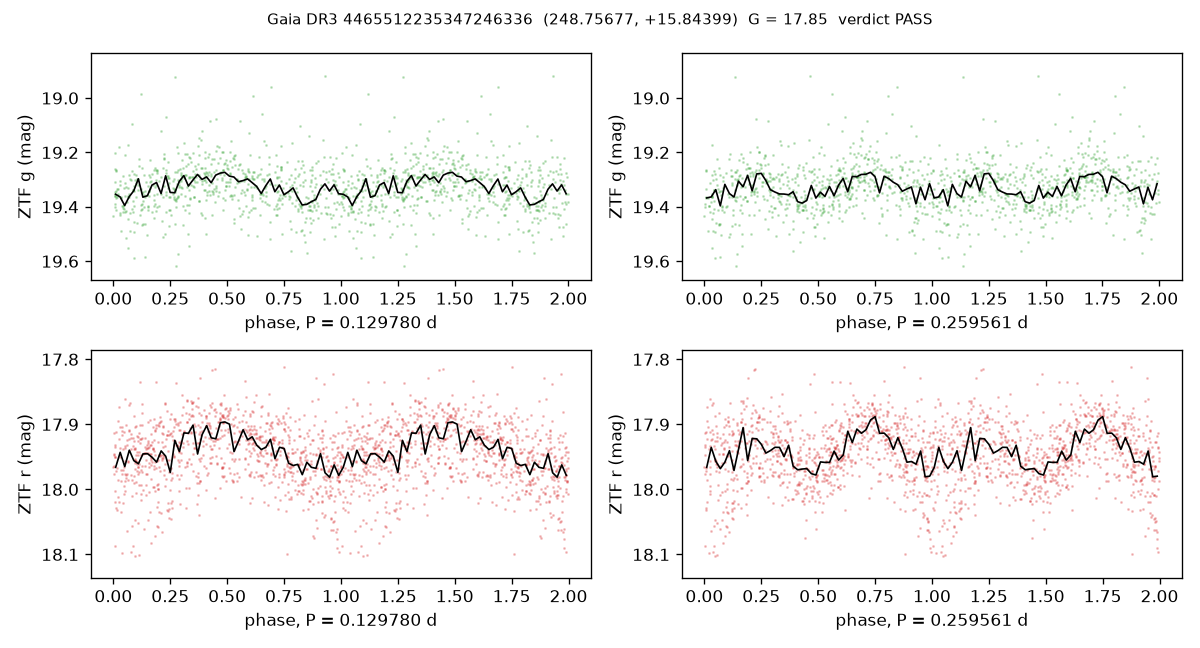 Gaia DR3 4465512235347246336  (248.75677, +15.84399)  G = 17.85  verdict PASS
ZTF g (mag)
19.0
19.2
19.4
19.6
0.00 0.25 0.50 0.75 1.00 1.25 1.50 1.75 2.00
phase, P = 0.129780 d
ZTF g (mag)
19.0
19.2
19.4
19.6
0.00 0.25 0.50 0.75 1.00 1.25 1.50 1.75 2.00
phase, P = 0.259561 d
ZTF r (mag)
17.8
17.9
18.0
18.1
0.00 0.25 0.50 0.75 1.00 1.25 1.50 1.75 2.00
phase, P = 0.129780 d
ZTF r (mag)
17.8
17.9
18.0
18.1
0.00 0.25 0.50 0.75 1.00 1.25 1.50 1.75 2.00
phase, P = 0.259561 d